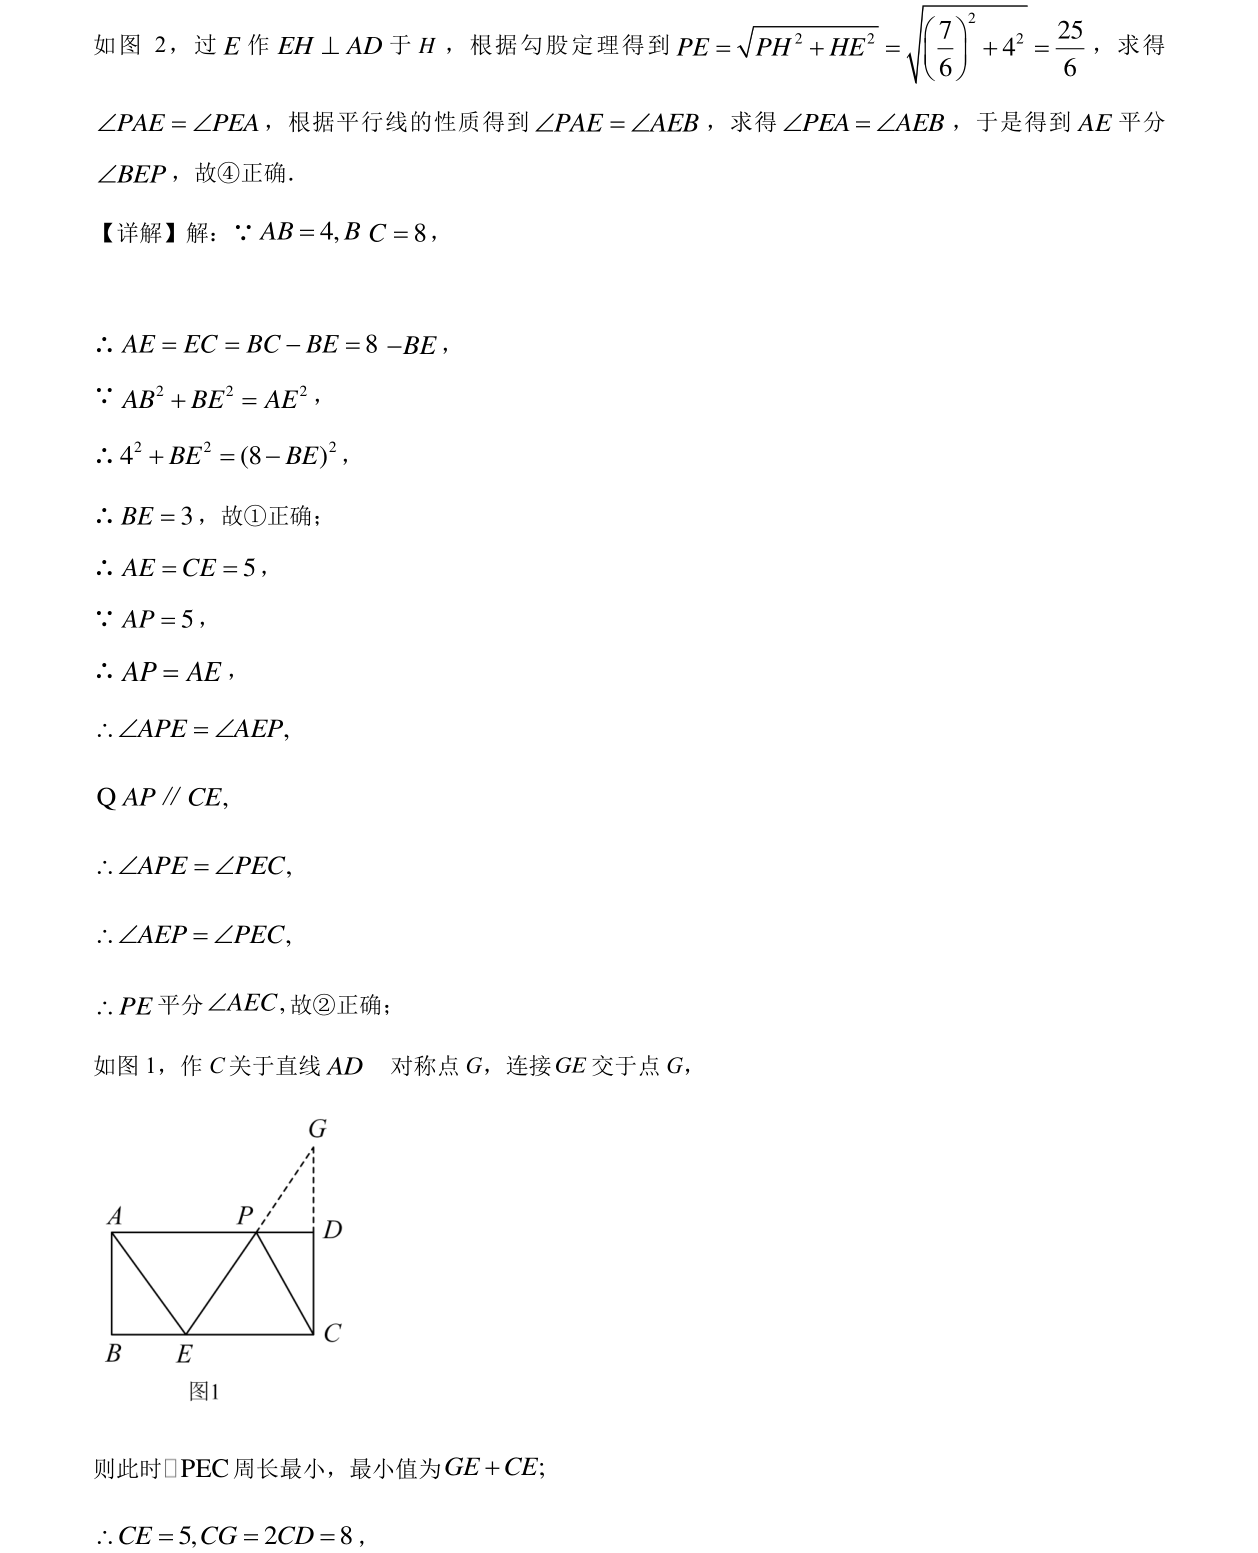 如图 2，过 E 作 EH ⊥ AD 于 H ，根据勾股定理得到 PE = √(PH² + HE²) = √((7/6)² + 4²) = 25/6 ，求得
∠PAE = ∠PEA，根据平行线的性质得到 ∠PAE = ∠AEB ，求得 ∠PEA = ∠AEB ，于是得到 AE 平分
∠BEP，故④正确．
【详解】解：∵ AB = 4, B C = 8，
∴ AE = EC = BC − BE = 8 −BE，
∵ AB² + BE² = AE²，
∴ 4² + BE² = (8 − BE)²，
∴ BE = 3，故①正确；
∴ AE = CE = 5，
∵ AP = 5，
∴ AP = AE，
∴ ∠APE = ∠AEP,
Q AP // CE,
∴ ∠APE = ∠PEC,
∴ ∠AEP = ∠PEC,
∴ PE 平分 ∠AEC, 故②正确；
如图 1，作 C 关于直线 AD 对称点 G，连接 GE 交于点 G，
G
A P D
B E C
图1
则此时□PEC 周长最小，最小值为 GE + CE;
∴ CE = 5, CG = 2CD = 8，